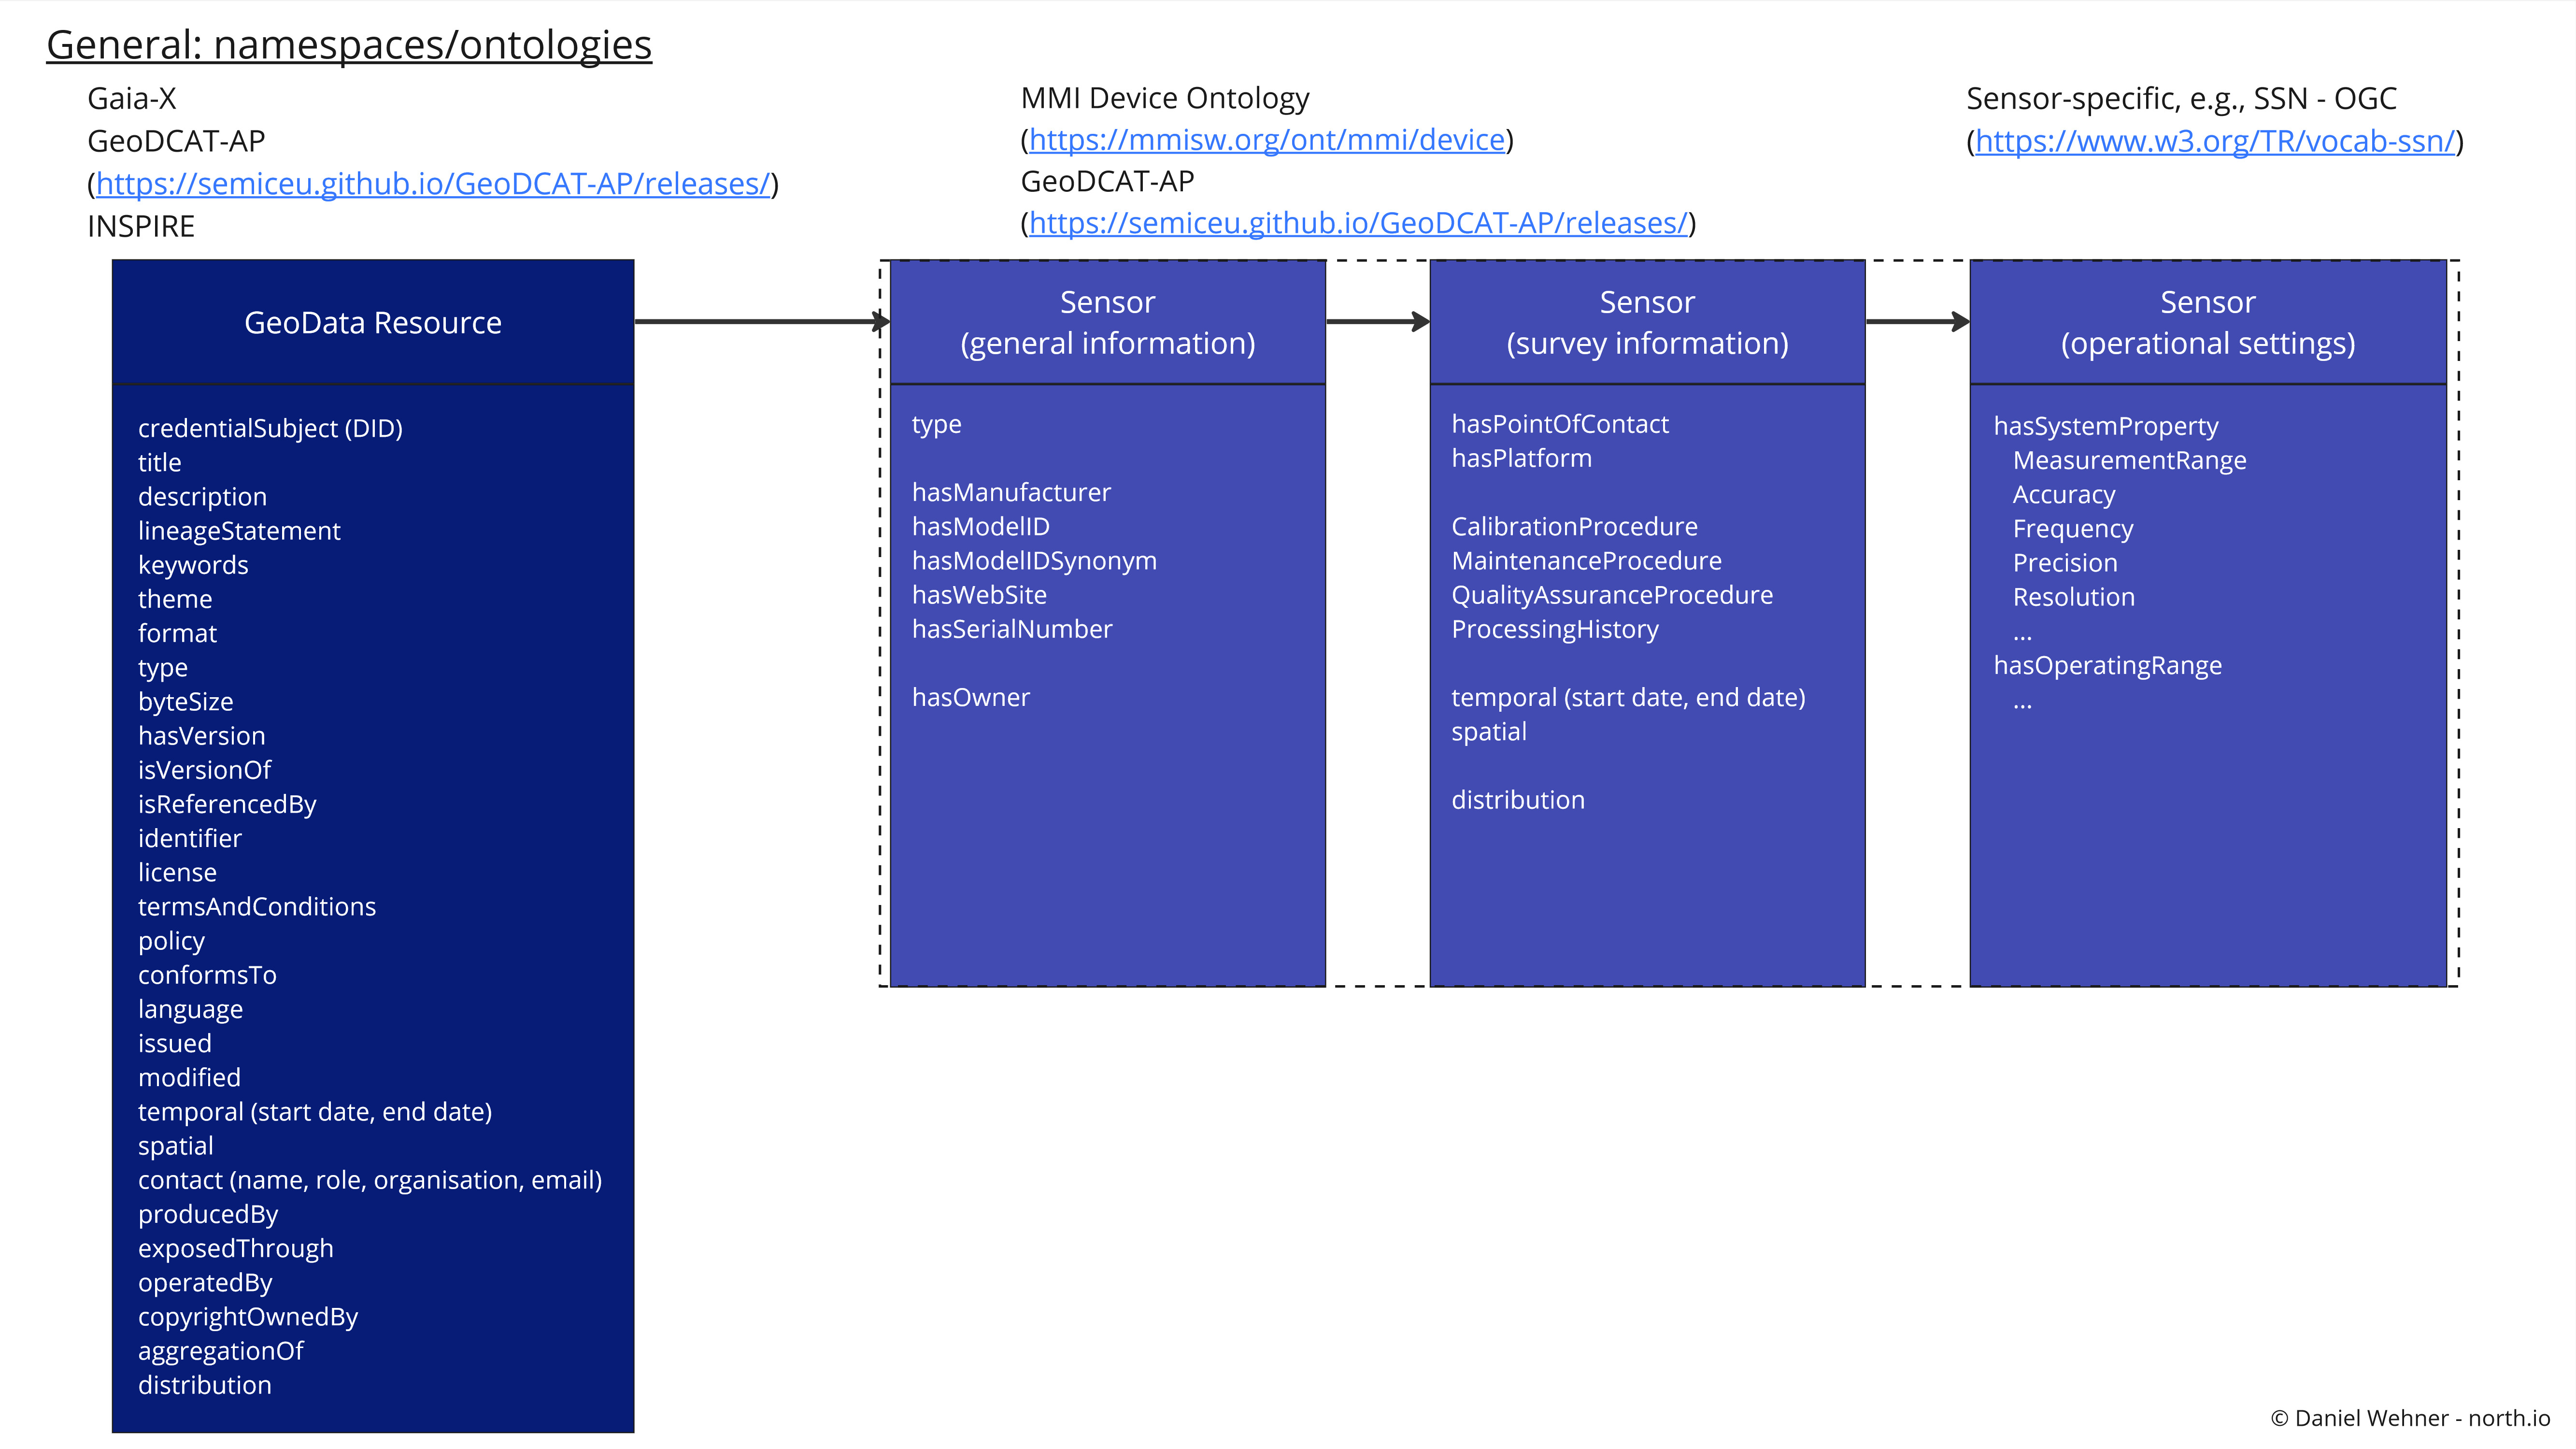 General: namespaces/ontologies
Gaia-X
GeoDCAT-AP
(https://semiceu.github.io/GeoDCAT-AP/releases/)
INSPIRE
MMI Device Ontology
(https://mmisw.org/ont/mmi/device)
GeoDCAT-AP
(https://semiceu.github.io/GeoDCAT-AP/releases/)
Sensor-specific, e.g., SSN - OGC
(https://www.w3.org/TR/vocab-ssn/)
GeoData Resource
credentialSubject (DID)
title
description
lineageStatement
keywords
theme
format
type
byteSize
hasVersion
isVersionOf
isReferencedBy
identifier
license
termsAndConditions
policy
conformsTo
language
issued
modified
temporal (start date, end date)
spatial
contact (name, role, organisation, email)
producedBy
exposedThrough
operatedBy
copyrightOwnedBy
aggregationOf
distribution
Sensor
(general information)
type
hasManufacturer
hasModelID
hasModelIDSynonym
hasWebSite
hasSerialNumber
hasOwner
Sensor
(survey information)
hasPointOfContact
hasPlatform
CalibrationProcedure
MaintenanceProcedure
QualityAssuranceProcedure
ProcessingHistory
temporal (start date, end date)
spatial
distribution
Sensor
(operational settings)
hasSystemProperty
MeasurementRange
Accuracy
Frequency
Precision
Resolution
...
hasOperatingRange
...
© Daniel Wehner - north.io